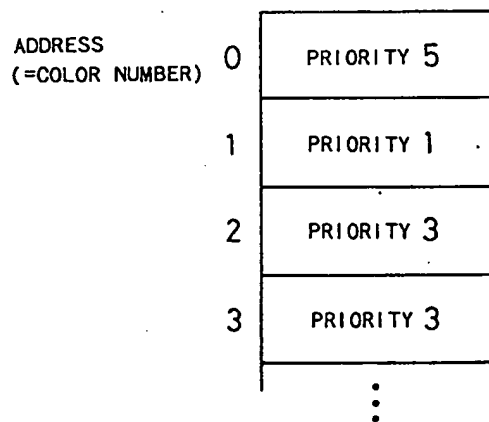 ADDRESS
(=COLOR NUMBER)
0 PRIORITY 5
1 PRIORITY 1
2 PRIORITY 3
3 PRIORITY 3